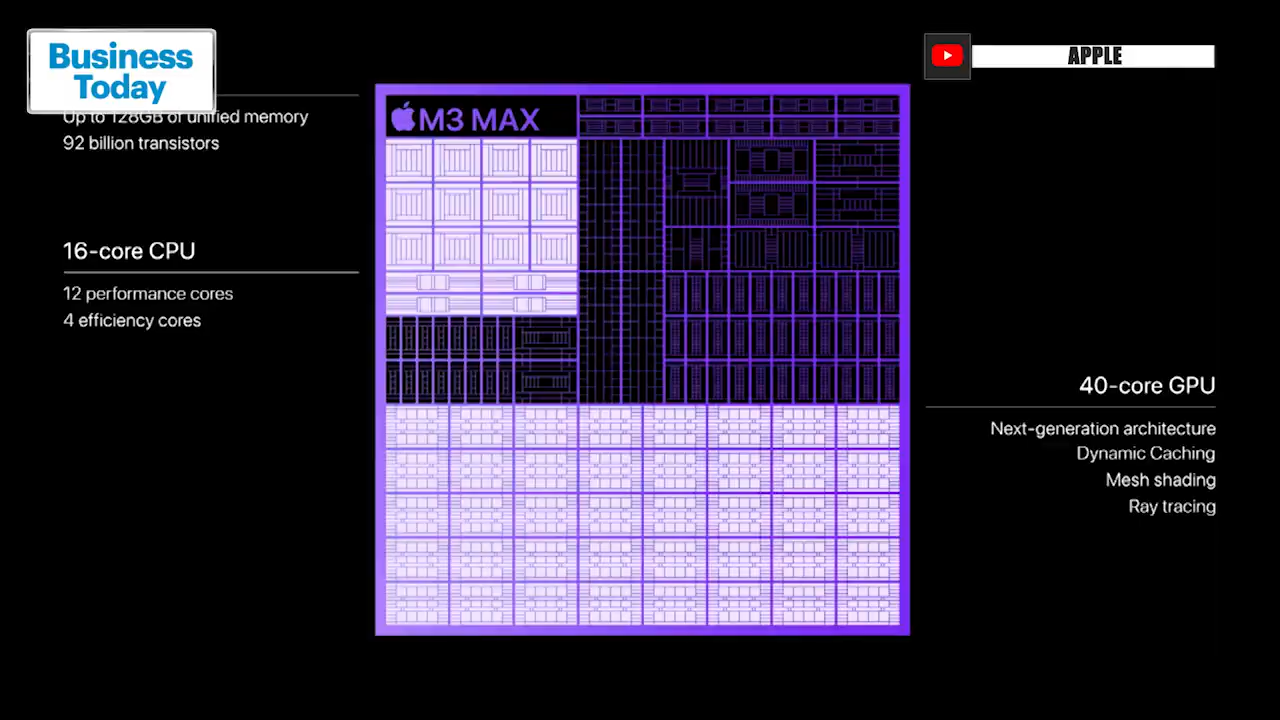 Business
Today
APPLE
Up to 128GB of unified memory
92 billion transistors
M3 MAX
16-core CPU
12 performance cores
4 efficiency cores
40-core GPU
Next-generation architecture
Dynamic Caching
Mesh shading
Ray tracing